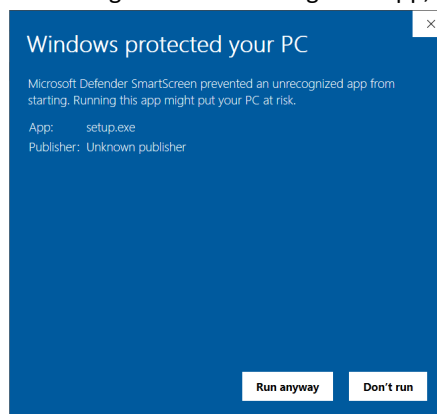 Windows protected your PC
Microsoft Defender SmartScreen prevented an unrecognized app from
starting. Running this app might put your PC at risk.
App: setup.exe
Publisher: Unknown publisher
Run anyway Don't run